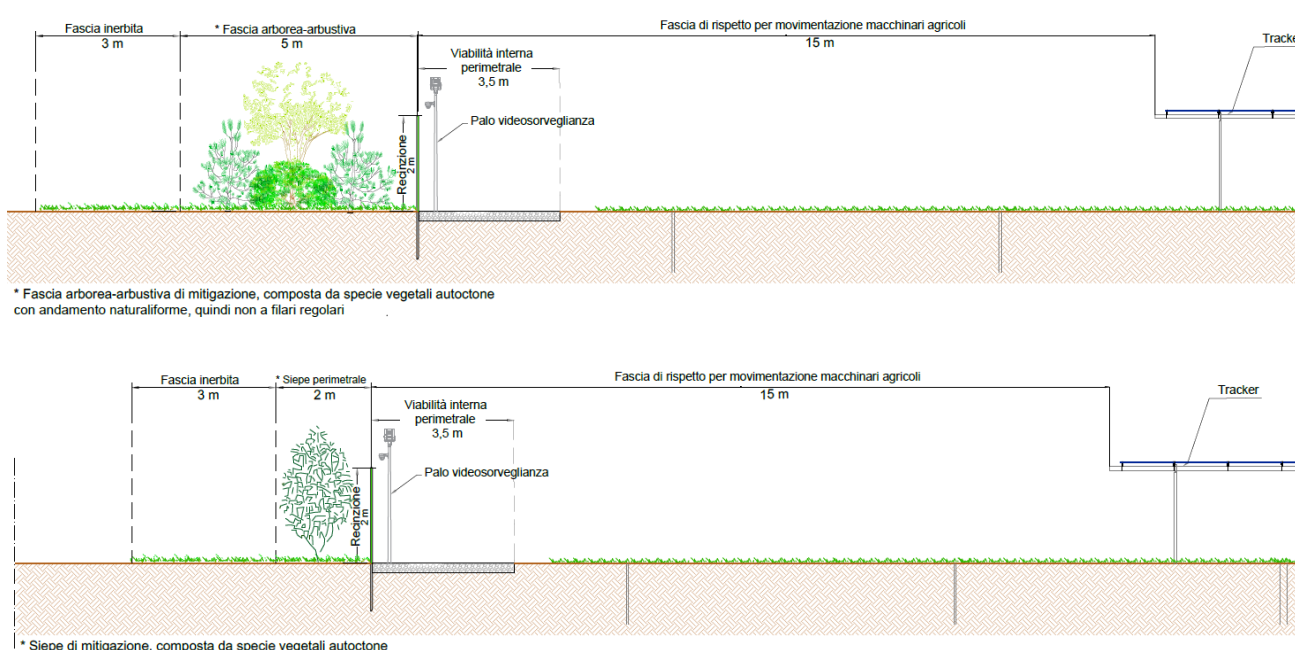 Fascia inerbita
3 m
* Fascia arborea-arbustiva
5 m
Fascia di rispetto per movimentazione macchinari agricoli
15 m
Viabilità interna
perimetrale
3,5 m
Palo videosorveglianza
Recinzione
2 m
* Fascia arborea-arbustiva di mitigazione, composta da specie vegetali autoctone
con andamento naturaliforme, quindi non a filari regolari
Fascia inerbita
3 m
* Siepe perimetrale
2 m
Fascia di rispetto per movimentazione macchinari agricoli
15 m
Viabilità interna
perimetrale
3,5 m
Tracker
Palo videosorveglianza
Recinzione
2 m
* Siepe di mitigazione, composta da specie vegetali autoctone